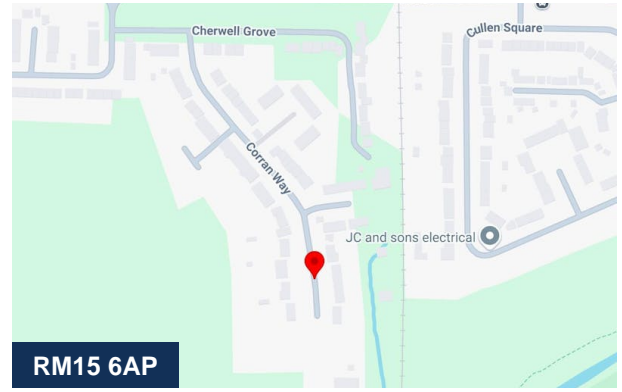 Cherwell Grove
Cullen Square
Corran Way
JC and sons electrical
RM15 6AP